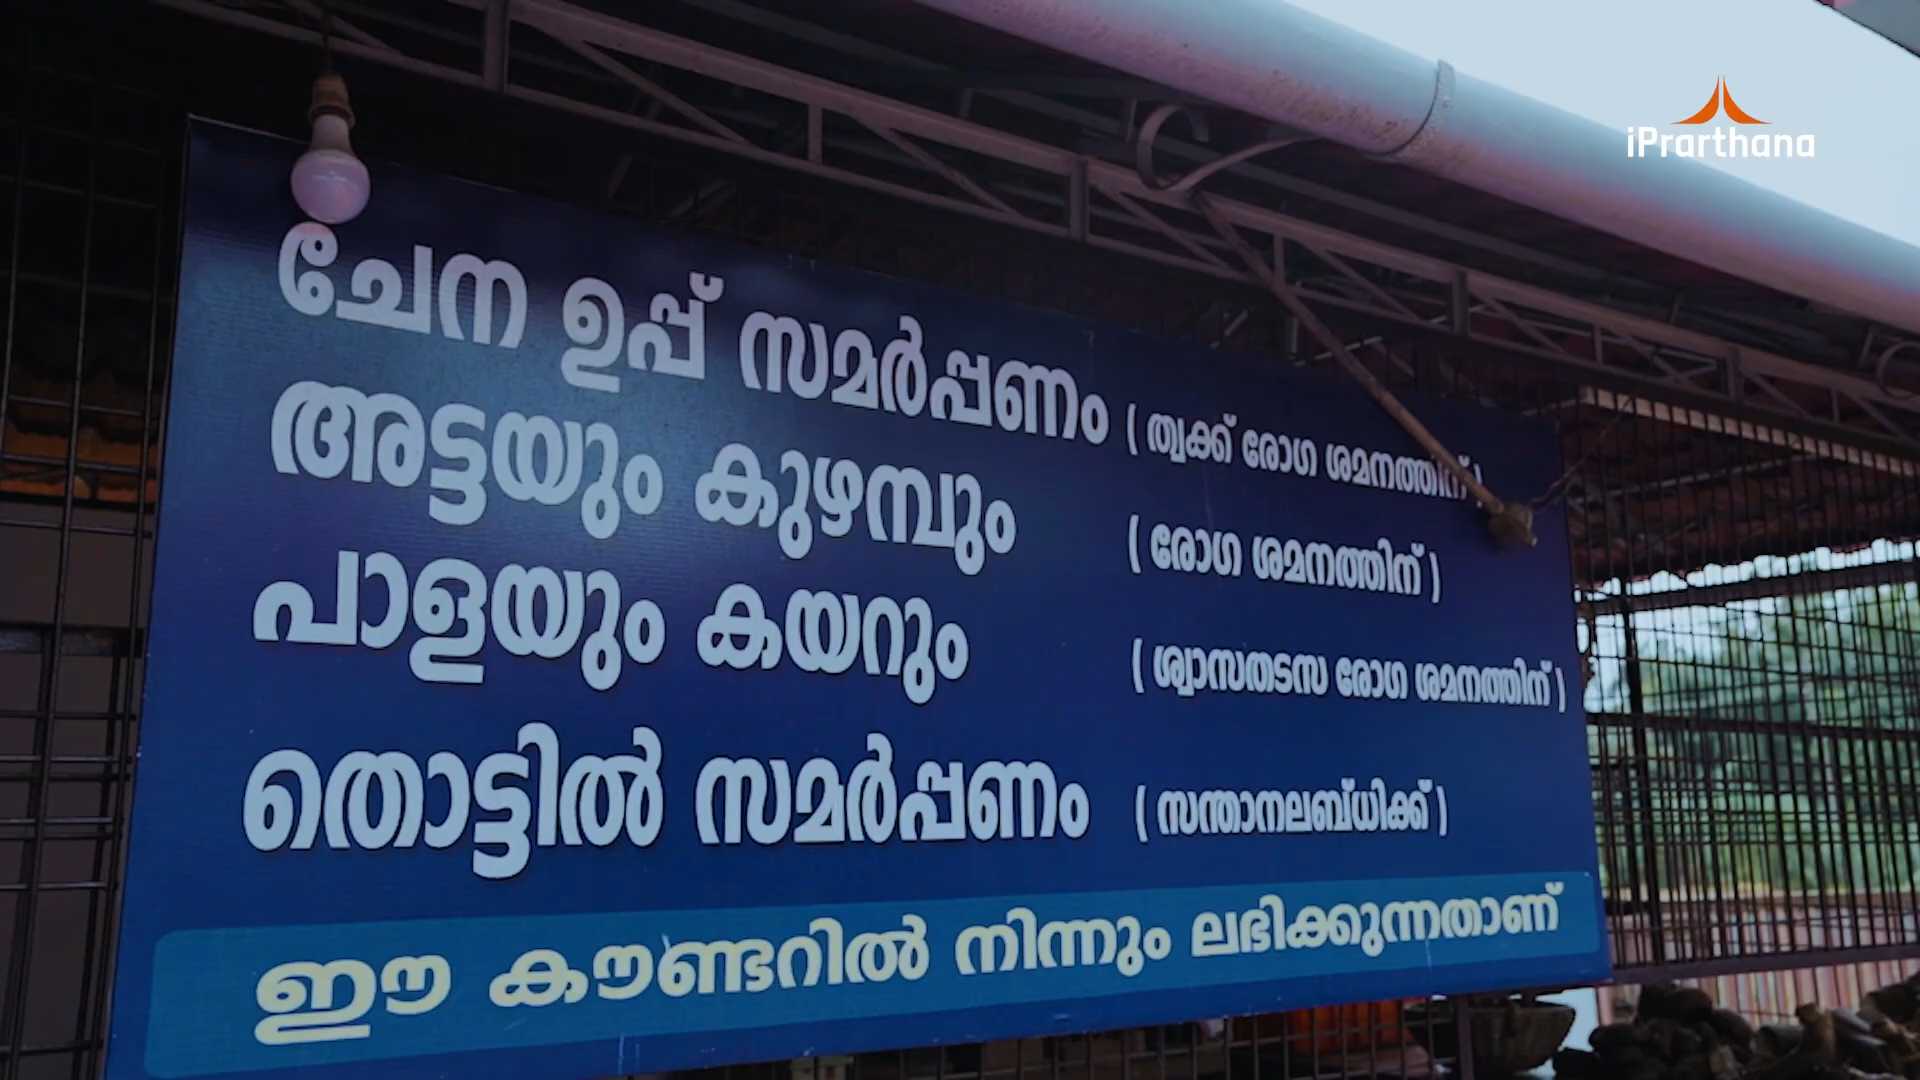 iPrarthana
ചേന ഉപ്പ് സമർപ്പണം ( ത്വക്ക് രോഗ ശമനത്തിന് )
അട്ടയും കുഴമ്പും ( രോഗ ശമനത്തിന് )
പാളയും കയറും ( ശ്വാസതടസ രോഗ ശമനത്തിന് )
തൊട്ടിൽ സമർപ്പണം ( സന്താനലബ്ധിക്ക് )
ഈ കൗണ്ടറിൽ നിന്നും ലഭിക്കുന്നതാണ്